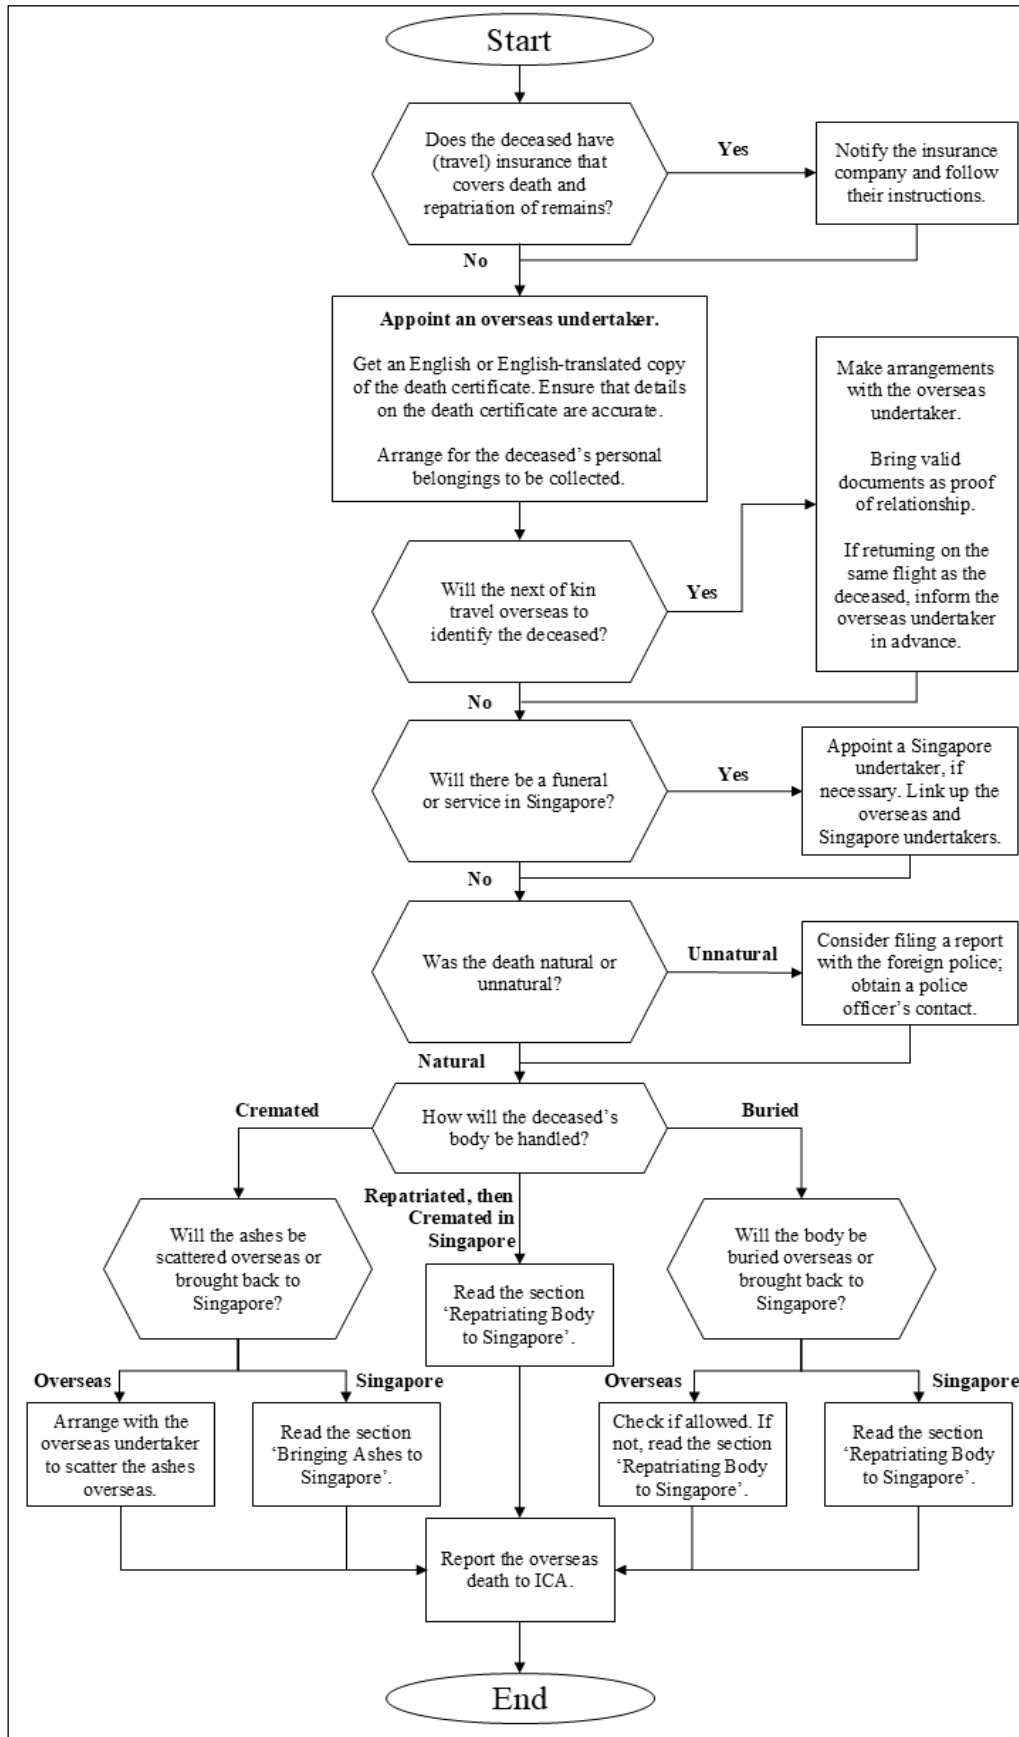 Start
Does the deceased have
(travel) insurance that
covers death and
repatriation of remains?
Yes
Notify the insurance
company and follow
their instructions.
No
Appoint an overseas undertaker.
Get an English or English-translated copy
of the death certificate. Ensure that details
on the death certificate are accurate.
Arrange for the deceased’s personal
belongings to be collected.
Make arrangements
with the overseas
undertaker.
Bring valid
documents as proof
of relationship.
If returning on the
same flight as the
deceased, inform the
overseas undertaker
in advance.
Will the next of kin
travel overseas to
identify the deceased?
Yes
No
Will there be a funeral
or service in Singapore?
Yes
Appoint a Singapore
undertaker, if
necessary. Link up the
overseas and
Singapore undertakers.
No
Was the death natural or
unnatural?
Unnatural
Consider filing a report
with the foreign police;
obtain a police
officer’s contact.
Natural
How will the deceased’s
body be handled?
Cremated
Buried
Repatriated, then
Cremated in
Singapore
Will the ashes be
scattered overseas or
brought back to
Singapore?
Read the section
‘Repatriating Body
to Singapore’.
Will the body be
buried overseas or
brought back to
Singapore?
Overseas
Singapore
Overseas
Singapore
Arrange with the
overseas undertaker
to scatter the ashes
overseas.
Read the section
‘Bringing Ashes to
Singapore’.
Check if allowed. If
not, read the section
‘Repatriating Body
to Singapore’.
Read the section
‘Repatriating Body
to Singapore’.
Report the overseas
death to ICA.
End